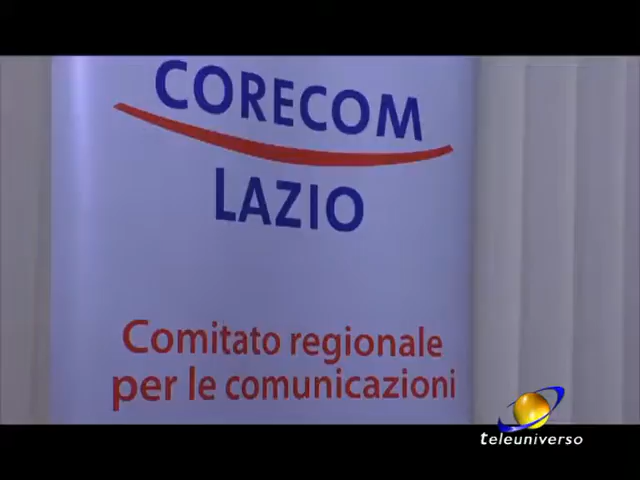 CORECOM
LAZIO
Comitato regionale
per le comunicazioni
teleuniverso